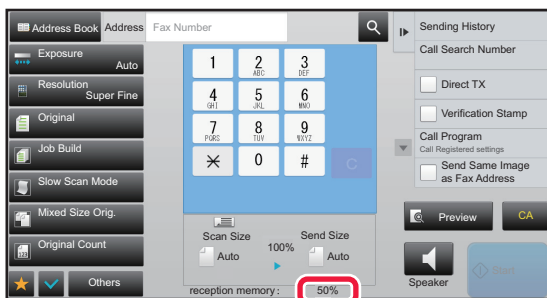 Address Book
Address
Fax Number
Exposure
Auto
Resolution
Super Fine
Original
Job Build
Slow Scan Mode
Mixed Size Orig.
Original Count
Others
1
2
ABC
3
DEF
4
GHI
5
JKL
6
MNO
7
PQRS
8
TUV
9
WXYZ
0
#
C
Scan Size
Auto
100%
Send Size
Auto
reception memory: 50%
Sending History
Call Search Number
Direct TX
Verification Stamp
Call Program
Call Registered settings
Send Same Image
as Fax Address
Preview
CA
Speaker
Start